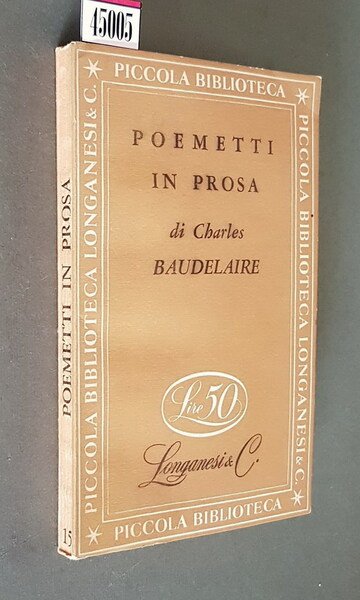 45005
PICCOLA BIBLIOTECA
PICCOLA BIBLIOTECA LONGANESI & C.
PICCOLA BIBLIOTECA LONGANESI & C.
POEMETTI
IN PROSA
di Charles
BAUDELAIRE
Lire 50
Longanesi & C.
PICCOLA BIBLIOTECA
POEMETTI IN PROSA
15